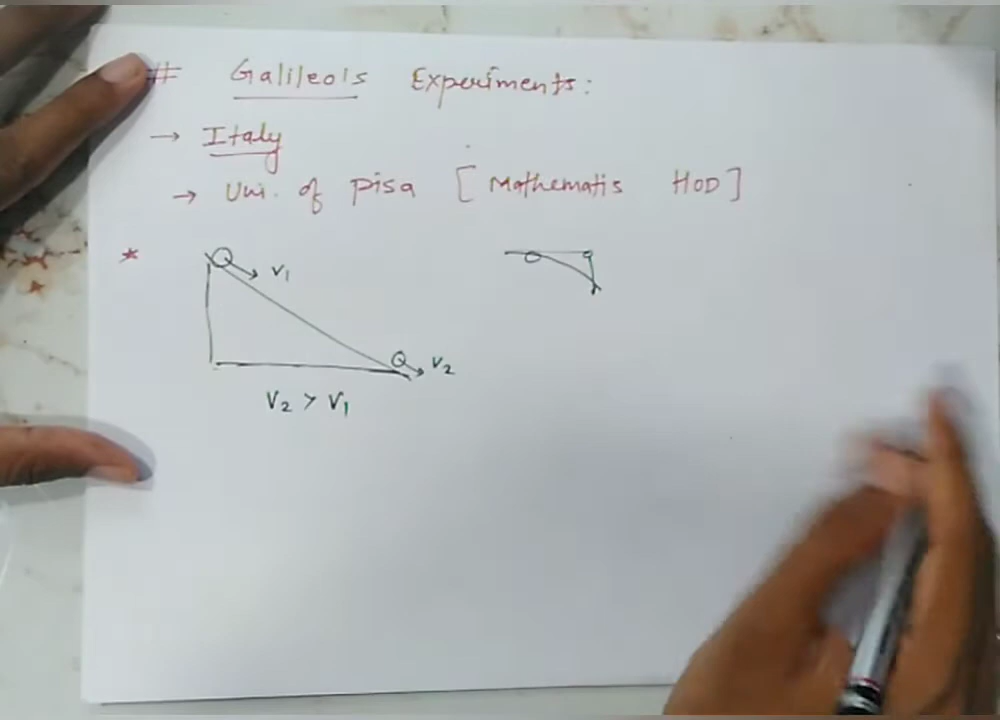 # Galileo's Experiments:
→ Italy
→ Uni. of pisa [Mathematis HOD]
*
V1
V2
V2 > V1